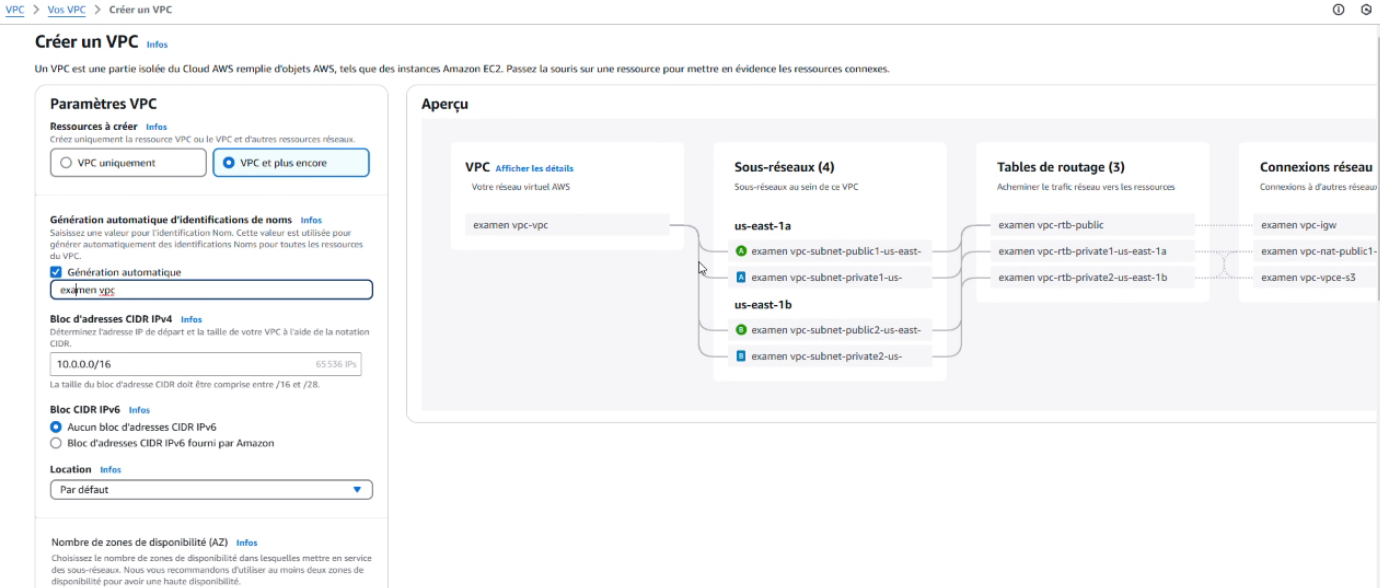 VPC > Vos VPC > Créer un VPC
Créer un VPC Infos
Un VPC est une partie isolée du Cloud AWS remplie d'objets AWS, tels que des instances Amazon EC2. Passez la souris sur une ressource pour mettre en évidence les ressources connexes.
Paramètres VPC
Ressources à créer Infos
Créez uniquement la ressource VPC ou le VPC et d'autres ressources réseaux.
VPC uniquement
VPC et plus encore
Génération automatique d'identifications de noms Infos
Saisissez une valeur pour l'identification Nom. Cette valeur est utilisée pour
générer automatiquement des identifications Noms pour toutes les ressources
du VPC.
Génération automatique
examen vpc
Bloc d'adresses CIDR IPv4 Infos
Déterminez l'adresse IP de départ et la taille de votre VPC à l'aide de la notation
CIDR.
10.0.0.0/16 65 536 IPs
La taille du bloc d'adresse CIDR doit être comprise entre /16 et /28.
Bloc CIDR IPv6 Infos
Aucun bloc d'adresses CIDR IPv6
Bloc d'adresses CIDR IPv6 fourni par Amazon
Location Infos
Par défaut
Nombre de zones de disponibilité (AZ) Infos
Choisissez le nombre de zones de disponibilité dans lesquelles mettre en service
des sous-réseaux. Nous vous recommandons d'utiliser au moins deux zones de
disponibilité pour avoir une haute disponibilité.
Aperçu
VPC Afficher les détails
Votre réseau virtuel AWS
examen vpc-vpc
Sous-réseaux (4)
Sous-réseaux au sein de ce VPC
us-east-1a
A examen vpc-subnet-public1-us-east-
A examen vpc-subnet-private1-us-
us-east-1b
B examen vpc-subnet-public2-us-east-
B examen vpc-subnet-private2-us-
Tables de routage (3)
Acheminer le trafic réseau vers les ressources
examen vpc-rtb-public
examen vpc-rtb-private1-us-east-1a
examen vpc-rtb-private2-us-east-1b
Connexions réseau
Connexions à d'autres réseaux
examen vpc-igw
examen vpc-nat-public1-
examen vpc-vpce-s3